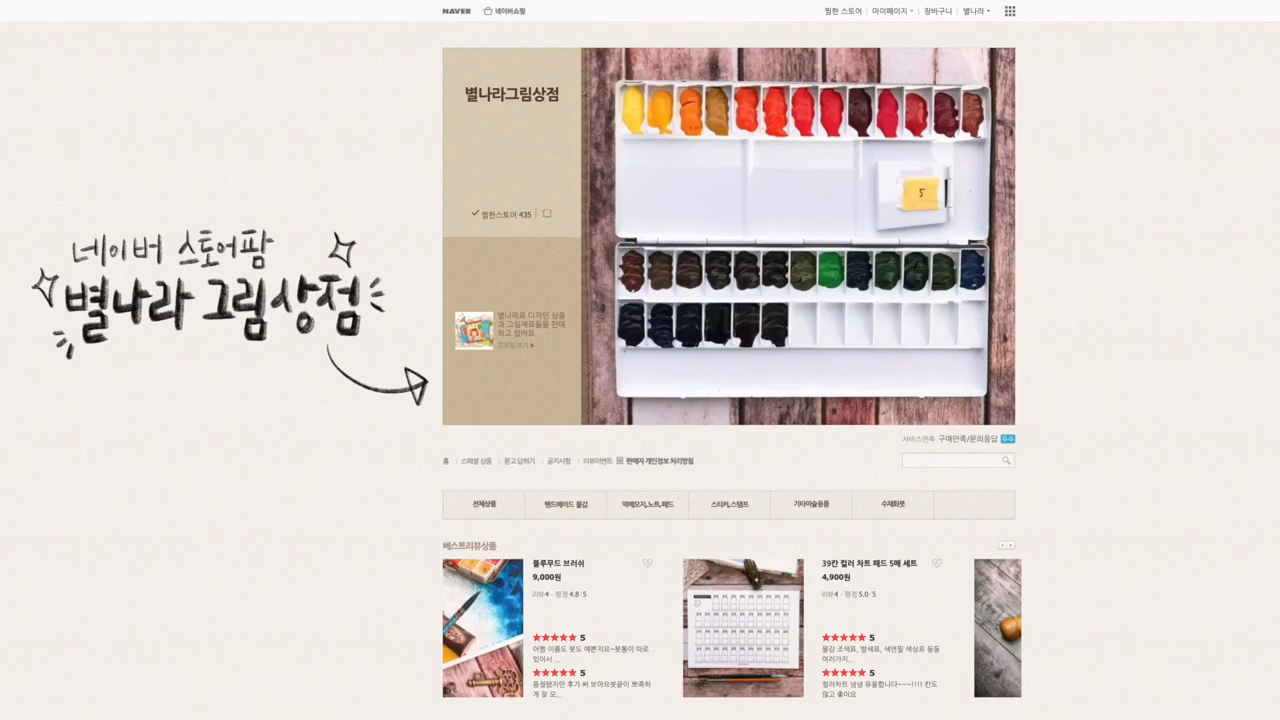 NAVER 네이버쇼핑 찜한 스토어 마이페이지 장바구니 별나라
별나라그림상점
찜한스토어 435
네이버 스토어팜
별나라 그림상점
5
별나라표 디자인 상품
과 그림재료등을 판매
하고 있어요.
프로필 보기 ▶
서비스만족 구매만족/문의응답 우수
홈 스페셜 상품 묻고 답하기 공지사항 리뷰이벤트 판매자 개인정보 처리방침
전체상품 핸드메이드 물감 떡메모지,노트,패드 스티커,스탬프 기타미술용품 수채화붓
베스트리뷰상품
블루무드 브러쉬
9,000원
리뷰 4 · 평점 4.8/5
★★★★★ 5
어쩜 이름도 붓도 예쁜지요~붓통이 따로
있어서 ...
★★★★★ 5
품절됐지만 후기 써 보아요붓끝이 뾰족하
게 잘 모...
39칸 컬러 차트 패드 5매 세트
4,900원
리뷰 4 · 평점 5.0/5
★★★★★ 5
물감 조색표, 발색표, 색연필 색상표 등등
여러가지...
★★★★★ 5
컬러차트 넘넘 유용합니다~~~!!!! 칸도
많고 좋아요